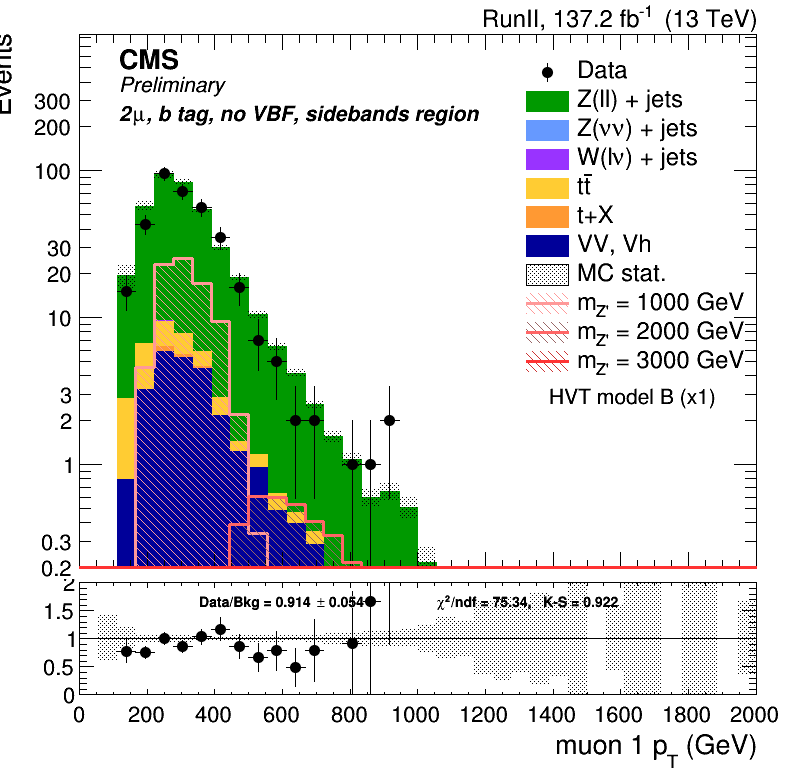 RunII, 137.2 fb⁻¹ (13 TeV)
Events
CMS
Preliminary
2μ, b tag, no VBF, sidebands region
Data
Z(ll) + jets
Z(νν) + jets
W(lν) + jets
tt̄
t+X
VV, Vh
MC stat.
m_Z' = 1000 GeV
m_Z' = 2000 GeV
m_Z' = 3000 GeV
HVT model B (x1)
300
200
100
30
20
10
3
2
1
0.3
0.2
Data/Bkg = 0.914 ± 0.054
χ²/ndf = 75.34, K-S = 0.922
2
1.5
1
0.5
0
0 200 400 600 800 1000 1200 1400 1600 1800 2000
muon 1 p_T (GeV)